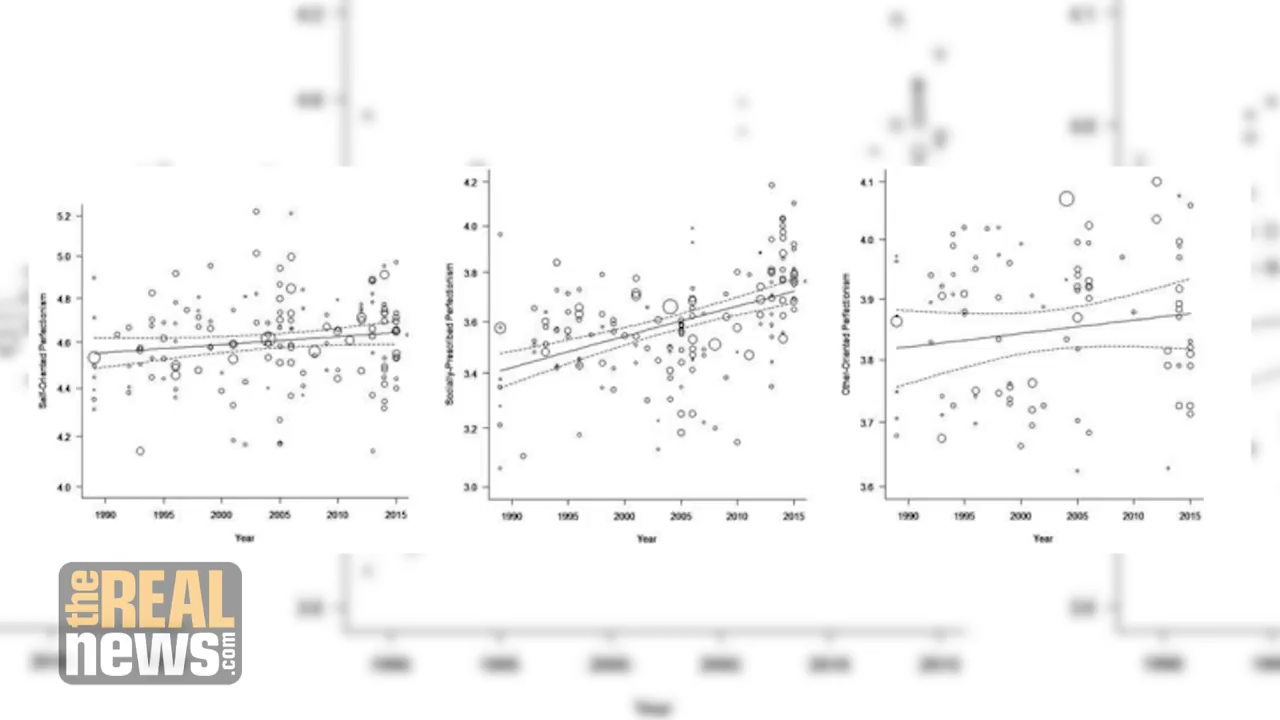 Self-Oriented Perfectionism
5.2
5.0
4.8
4.6
4.4
4.2
4.0
1990 1995 2000 2005 2010 2015
Year
Socially-Prescribed Perfectionism
4.2
4.0
3.8
3.6
3.4
3.2
3.0
1990 1995 2000 2005 2010 2015
Year
Other-Oriented Perfectionism
4.1
4.0
3.9
3.8
3.7
3.6
1990 1995 2000 2005 2010 2015
Year
the REAL
news.com
Year